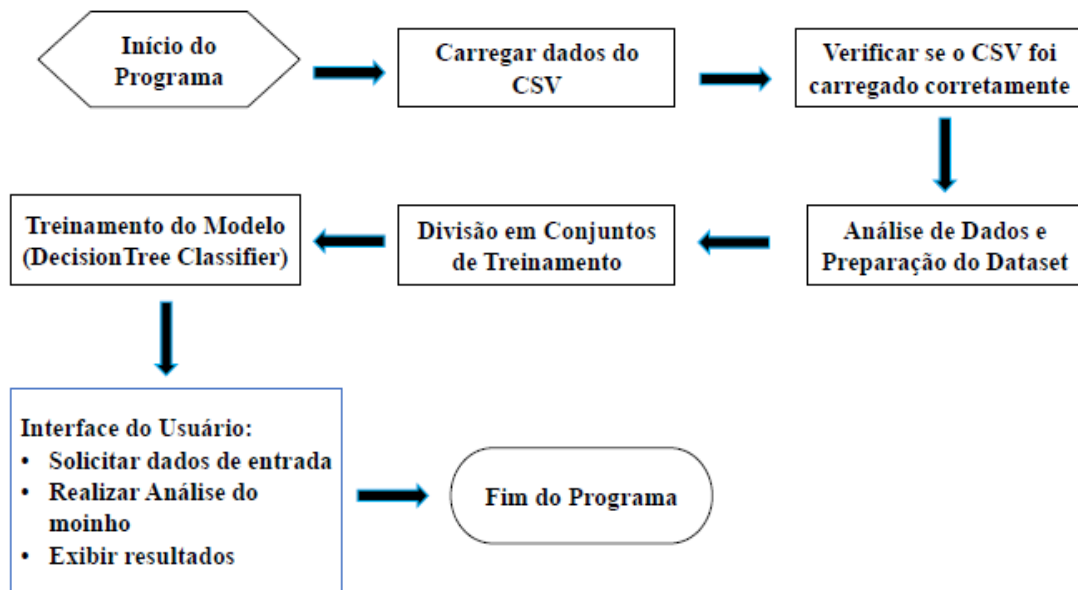 Início do
Programa
Carregar dados do
CSV
Verificar se o CSV foi
carregado corretamente
Análise de Dados e
Preparação do Dataset
Divisão em Conjuntos
de Treinamento
Treinamento do Modelo
(DecisionTree Classifier)
Interface do Usuário:
• Solicitar dados de entrada
• Realizar Análise do
moinho
• Exibir resultados
Fim do Programa